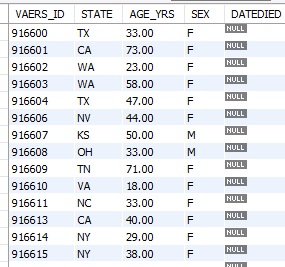 VAERS_ID STATE AGE_YRS SEX DATEDIED
916600 TX 33.00 F NULL
916601 CA 73.00 F NULL
916602 WA 23.00 F NULL
916603 WA 58.00 F NULL
916604 TX 47.00 F NULL
916606 NV 44.00 F NULL
916607 KS 50.00 M NULL
916608 OH 33.00 M NULL
916609 TN 71.00 F NULL
916610 VA 18.00 F NULL
916611 NC 33.00 F NULL
916613 CA 40.00 F NULL
916614 NY 29.00 F NULL
916615 NY 38.00 F NULL